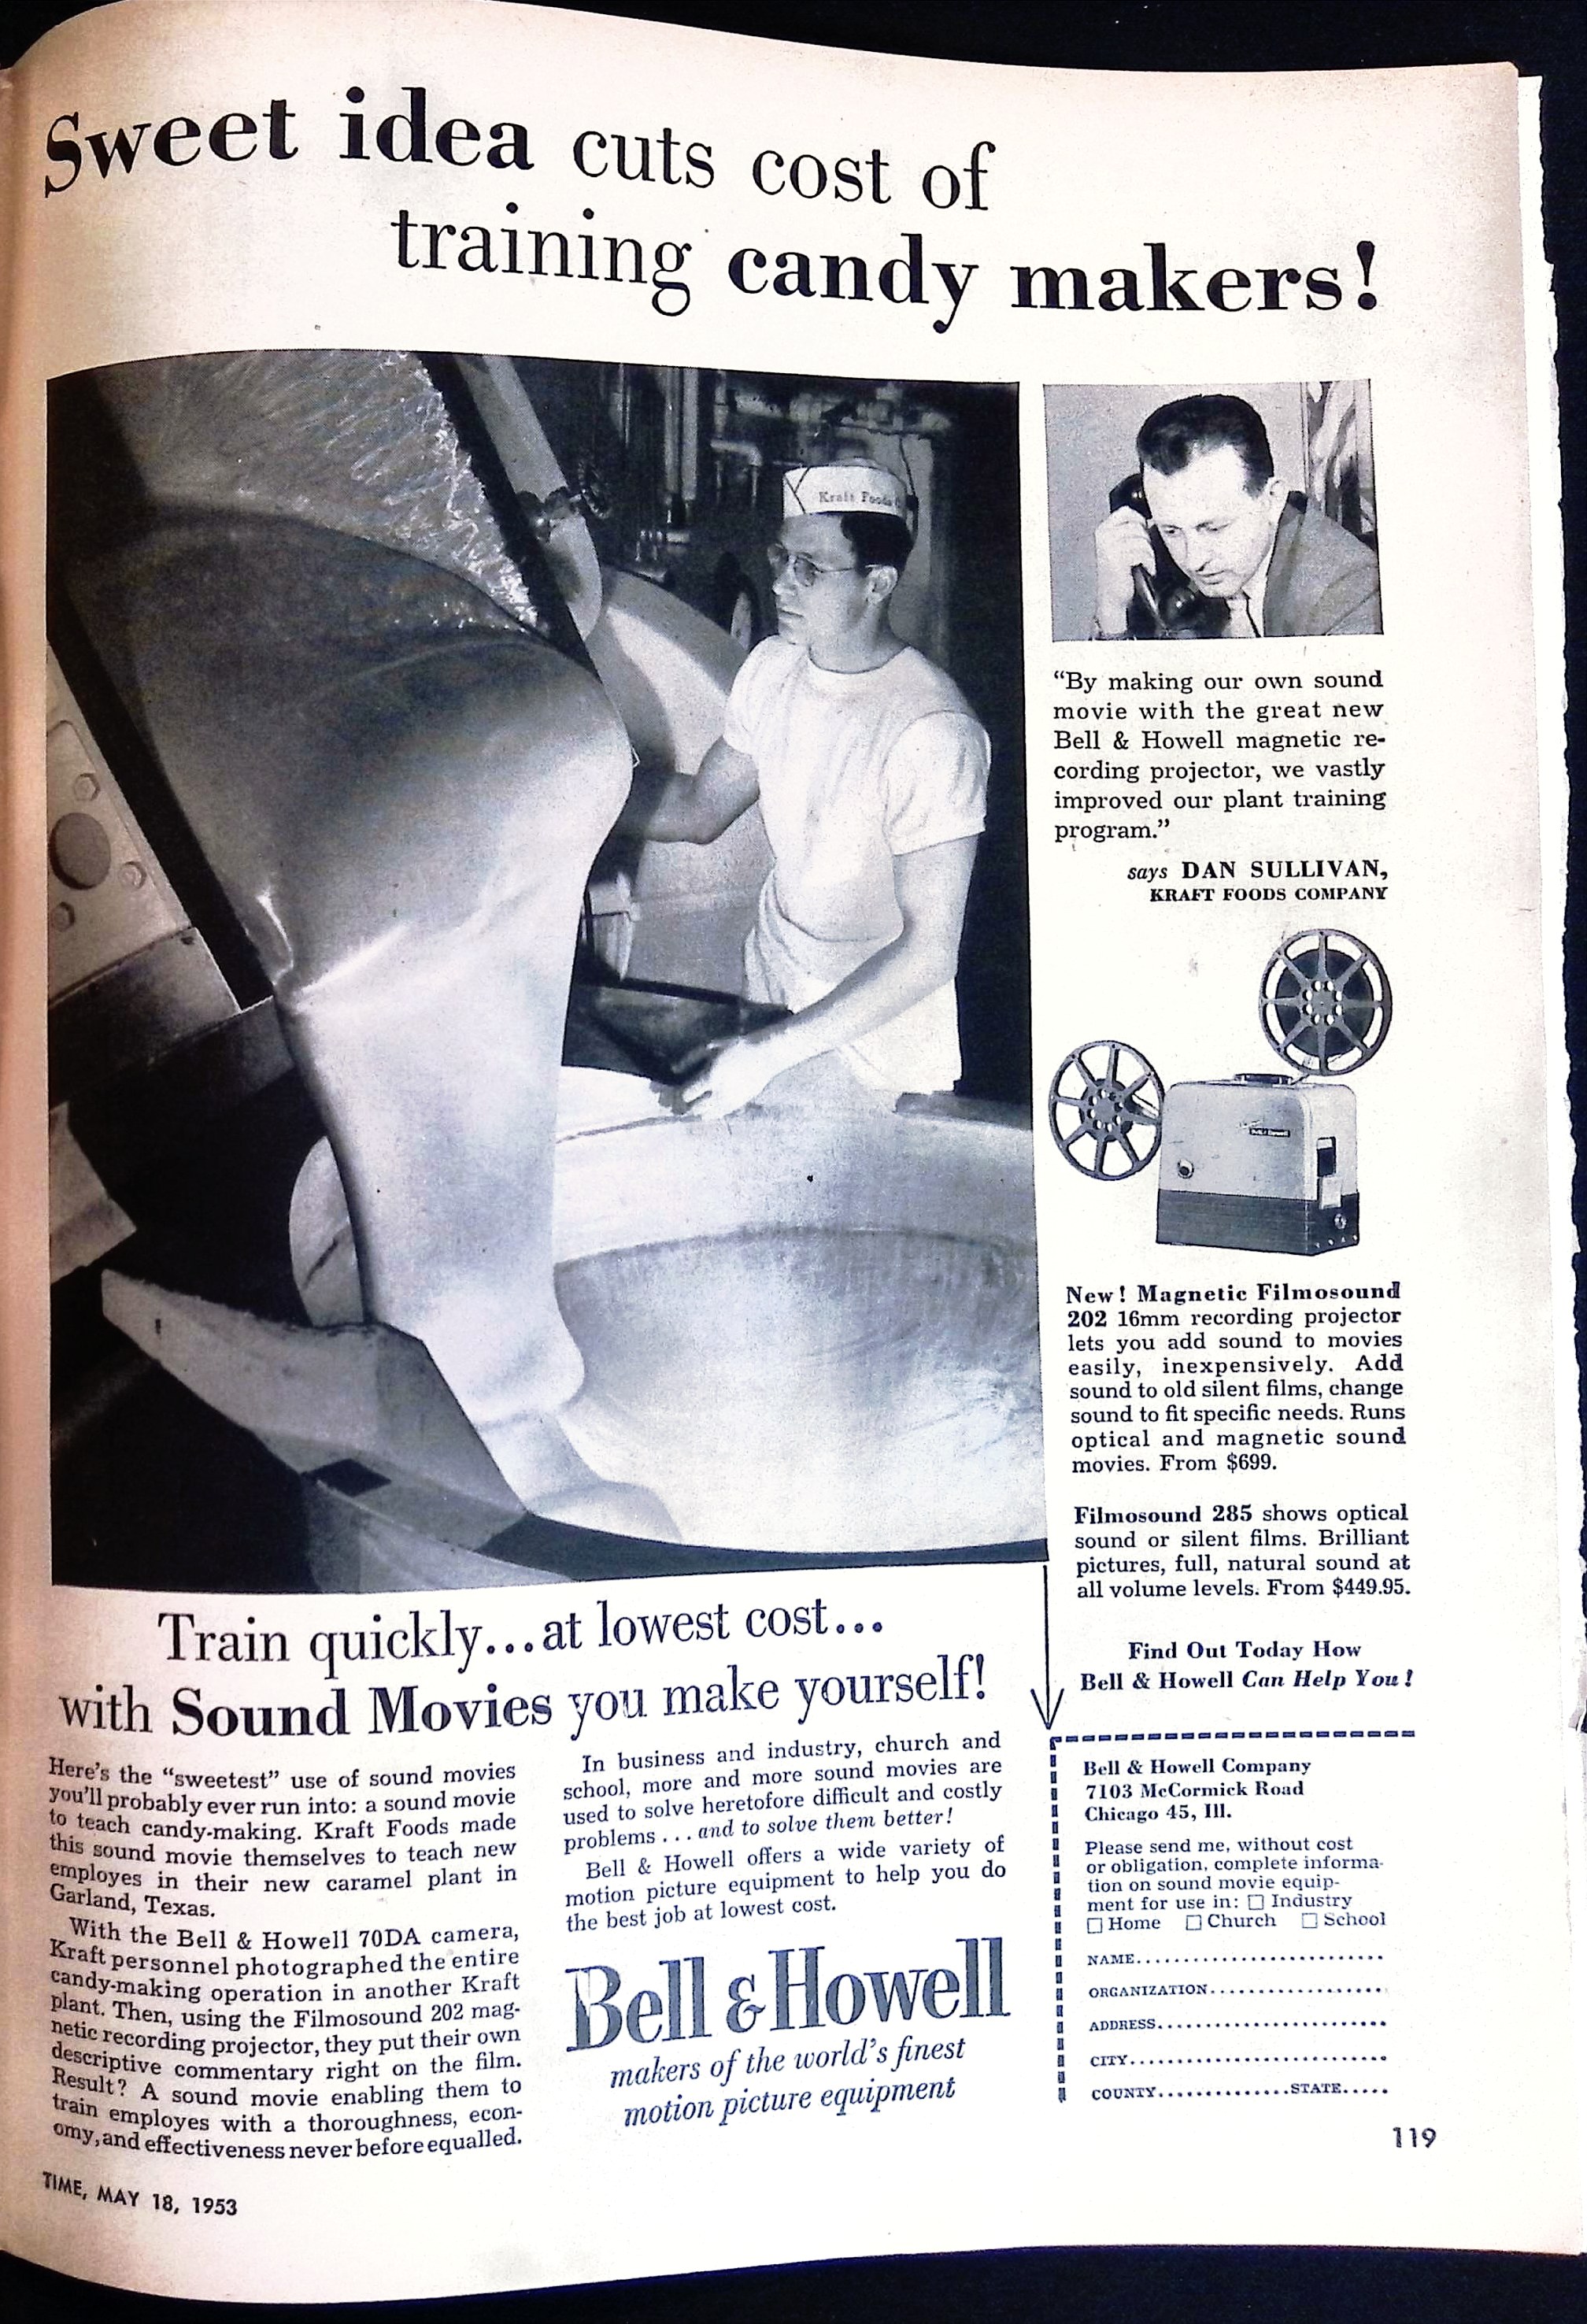 Sweet idea cuts cost of
training candy makers!
Kraft Foods
"By making our own sound
movie with the great new
Bell & Howell magnetic re-
cording projector, we vastly
improved our plant training
program."
says DAN SULLIVAN,
KRAFT FOODS COMPANY
Bell & Howell
New! Magnetic Filmosound
202 16mm recording projector
lets you add sound to movies
easily, inexpensively. Add
sound to old silent films, change
sound to fit specific needs. Runs
optical and magnetic sound
movies. From $699.
Filmosound 285 shows optical
sound or silent films. Brilliant
pictures, full, natural sound at
all volume levels. From $449.95.
Find Out Today How
Bell & Howell Can Help You!
Train quickly...at lowest cost...
with Sound Movies you make yourself!
Here's the "sweetest" use of sound movies
you'll probably ever run into: a sound movie
to teach candy-making. Kraft Foods made
this sound movie themselves to teach new
employes in their new caramel plant in
Garland, Texas.
With the Bell & Howell 70DA camera,
Kraft personnel photographed the entire
candy-making operation in another Kraft
plant. Then, using the Filmosound 202 mag-
netic recording projector, they put their own
descriptive commentary right on the film.
Result? A sound movie enabling them to
train employes with a thoroughness, econ-
omy, and effectiveness never before equalled.
In business and industry, church and
school, more and more sound movies are
used to solve heretofore difficult and costly
problems . . . and to solve them better!
Bell & Howell offers a wide variety of
motion picture equipment to help you do
the best job at lowest cost.
Bell & Howell
makers of the world's finest
motion picture equipment
Bell & Howell Company
7103 McCormick Road
Chicago 45, Ill.
Please send me, without cost
or obligation, complete informa-
tion on sound movie equip-
ment for use in: □ Industry
□ Home □ Church □ School
NAME..........................
ORGANIZATION...................
ADDRESS........................
CITY............................
COUNTY..............STATE.....
119
TIME, MAY 18, 1953